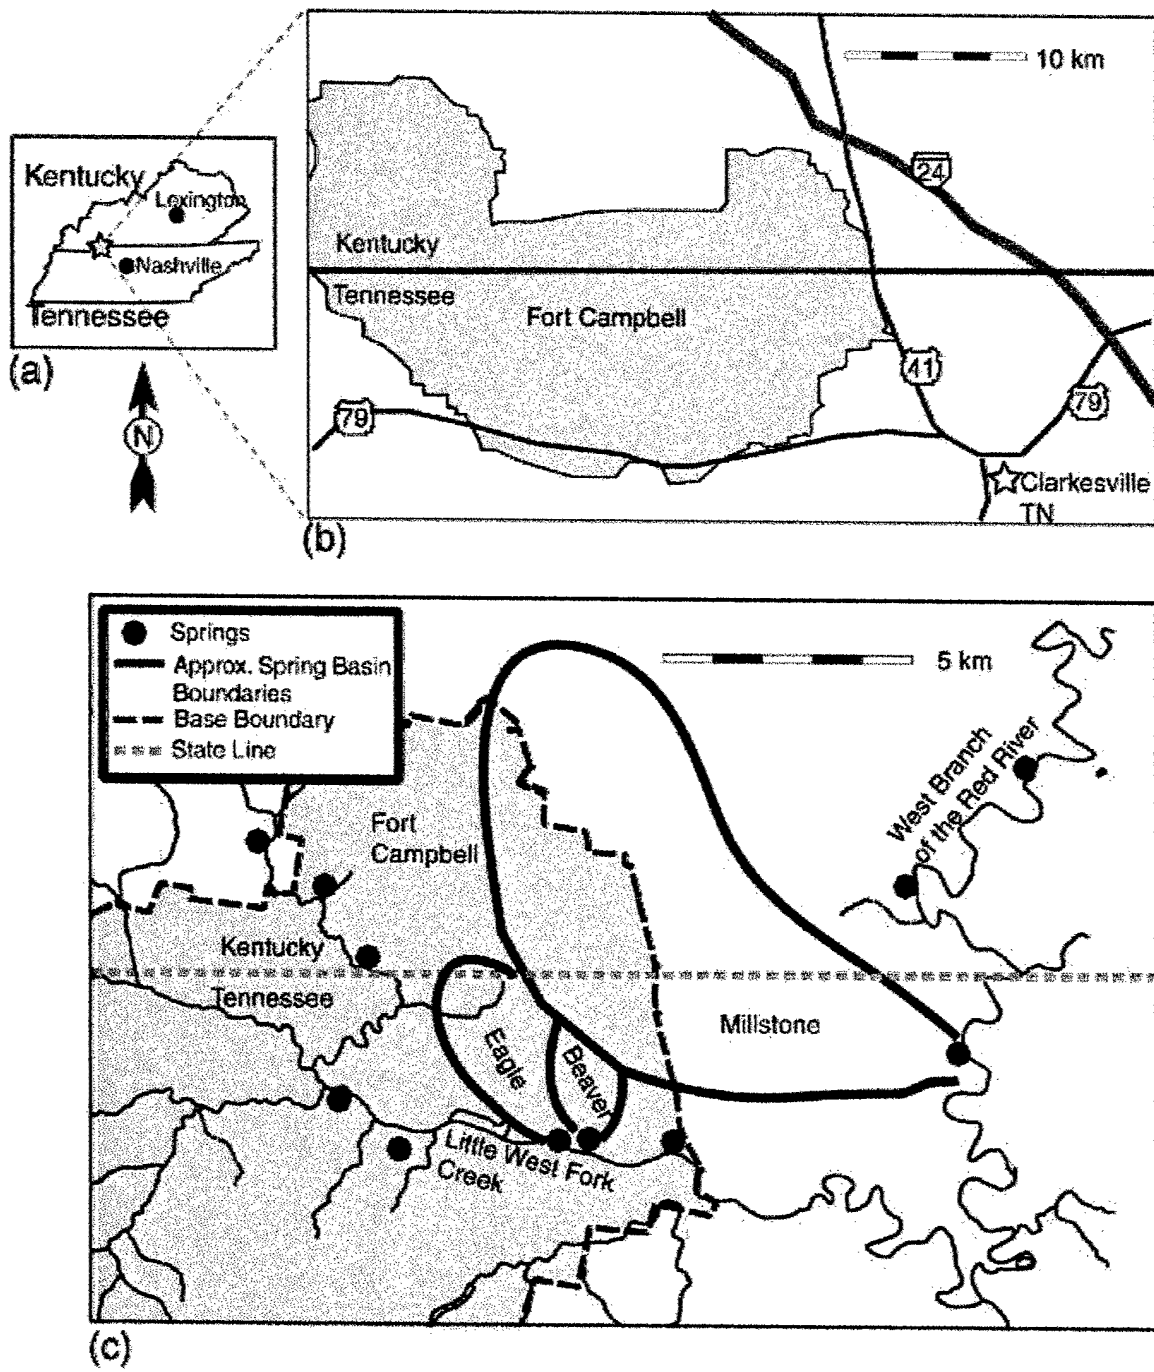 Kentucky
Lexington
Nashville
Tennessee
(a)
N
10 km
24
Kentucky
Tennessee
Fort Campbell
41
79
79
Clarkesville
TN
(b)
Springs
Approx. Spring Basin
Boundaries
Base Boundary
State Line
5 km
West Branch
of the Red River
Fort
Campbell
Kentucky
Tennessee
Millstone
Eagle
Beaver
Little West Fork
Creek
(c)